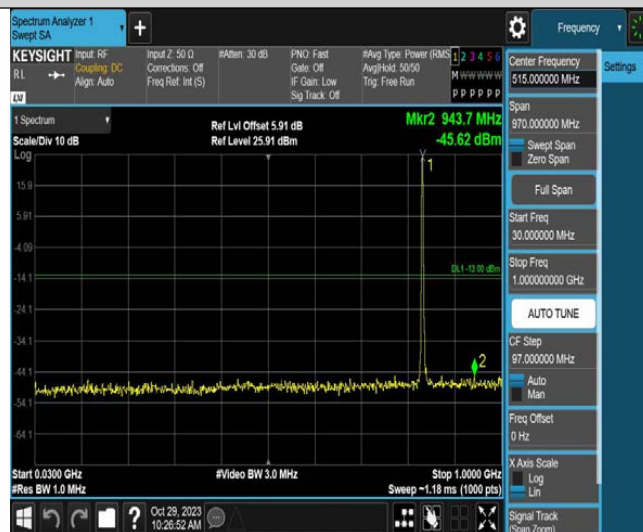 Spectrum Analyzer 1
Swept SA
+
Frequency
KEYSIGHT
RL
LXI
Input: RF
Coupling: DC
Align: Auto
Input Z: 50 Ω
Corrections: Off
Freq Ref: Int (S)
#Atten: 30 dB
PNO: Fast
Gate: Off
IF Gain: Low
Sig Track: Off
#Avg Type: Power (RMS
Avg|Hold: 50/50
Trig: Free Run
1 2 3 4 5 6
M W W W W W
P P P P P P
1 Spectrum
Scale/Div 10 dB
Log
Ref Lvl Offset 5.91 dB
Ref Level 25.91 dBm
Mkr2 943.7 MHz
-45.62 dBm
15.9
5.91
-4.09
-14.1
-24.1
-34.1
-44.1
-54.1
-64.1
1
DL1 -13.00 dBm
2
Start 0.0300 GHz
#Res BW 1.0 MHz
#Video BW 3.0 MHz
Stop 1.0000 GHz
Sweep ~1.18 ms (1000 pts)
Oct 29, 2023
10:26:52 AM
?
Center Frequency
515.000000 MHz
Settings
Span
970.000000 MHz
Swept Span
Zero Span
Full Span
Start Freq
30.000000 MHz
Stop Freq
1.000000000 GHz
AUTO TUNE
CF Step
97.000000 MHz
Auto
Man
Freq Offset
0 Hz
X Axis Scale
Log
Lin
Signal Track
(Span Zoom)